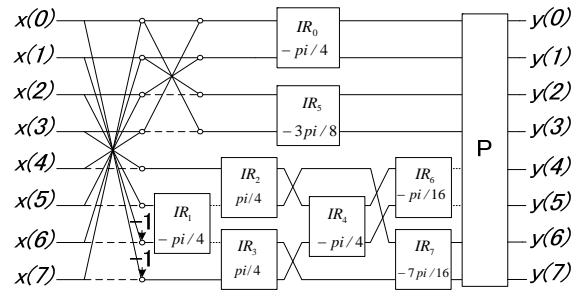 x(0)
x(1)
x(2)
x(3)
x(4)
x(5)
x(6)
x(7)
−1
−1
IR₀
− pi/4
IR₅
− 3pi/8
IR₁
− pi/4
IR₂
pi/4
IR₃
pi/4
IR₄
− pi/4
IR₆
− pi/16
IR₇
−7pi/16
P
y(0)
y(1)
y(2)
y(3)
y(4)
y(5)
y(6)
y(7)